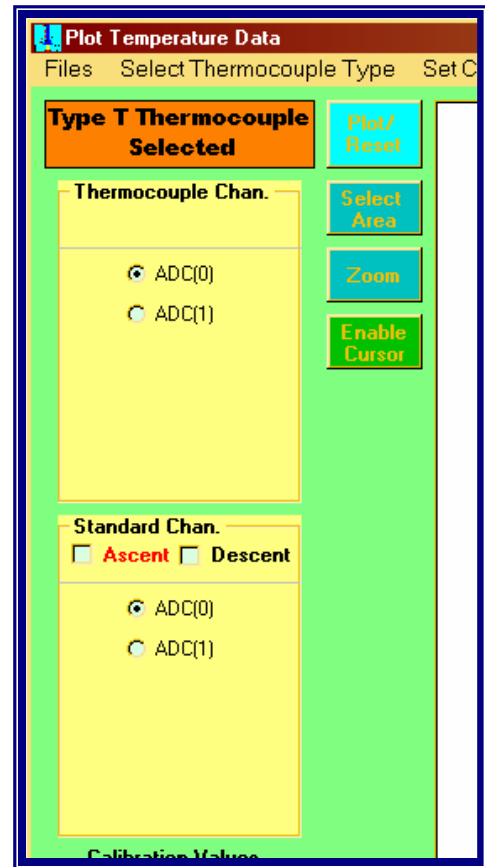 Plot Temperature Data
Files Select Thermocouple Type Set C
Type T Thermocouple
Selected
Plot/
Reset
Thermocouple Chan.
Select
Area
ADC(0)
Zoom
ADC(1)
Enable
Cursor
Standard Chan.
Ascent Descent
ADC(0)
ADC(1)
Calibration Values